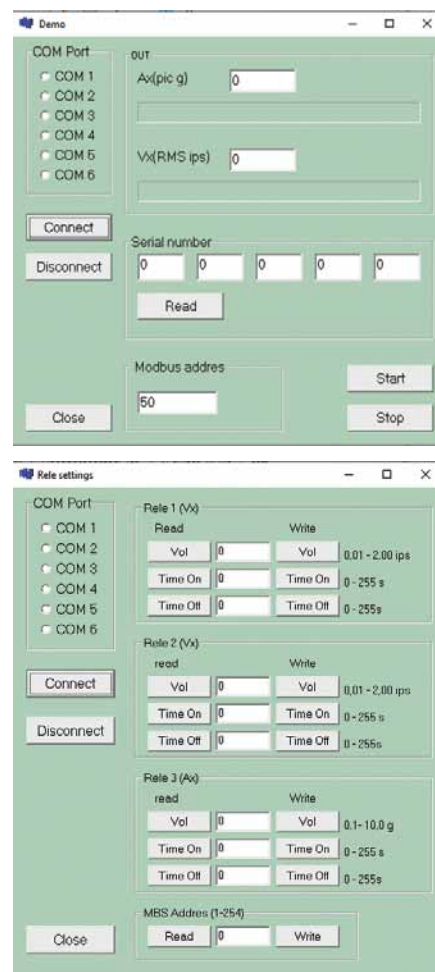 Demo
COM Port
COM 1
COM 2
COM 3
COM 4
COM 5
COM 6
Connect
Disconnect
Close
OUT
Ax(pic g) 0
Vx(RMS ips) 0
Serial number
0 0 0 0 0
Read
Modbus addres
50
Start
Stop
Rele settings
COM Port
COM 1
COM 2
COM 3
COM 4
COM 5
COM 6
Connect
Disconnect
Close
Rele 1 (Vx)
Read Write
Vol 0 Vol 0,01 - 2,00 ips
Time On 0 Time On 0 - 255 s
Time Off 0 Time Off 0 - 255s
Rele 2 (Vx)
read Write
Vol 0 Vol 0,01 - 2,00 ips
Time On 0 Time On 0 - 255 s
Time Off 0 Time Off 0 - 255s
Rele 3 (Ax)
read Write
Vol 0 Vol 0.1- 10,0 g
Time On 0 Time On 0 - 255 s
Time Off 0 Time Off 0 - 255s
MBS Addres (1-254)
Read 0 Write